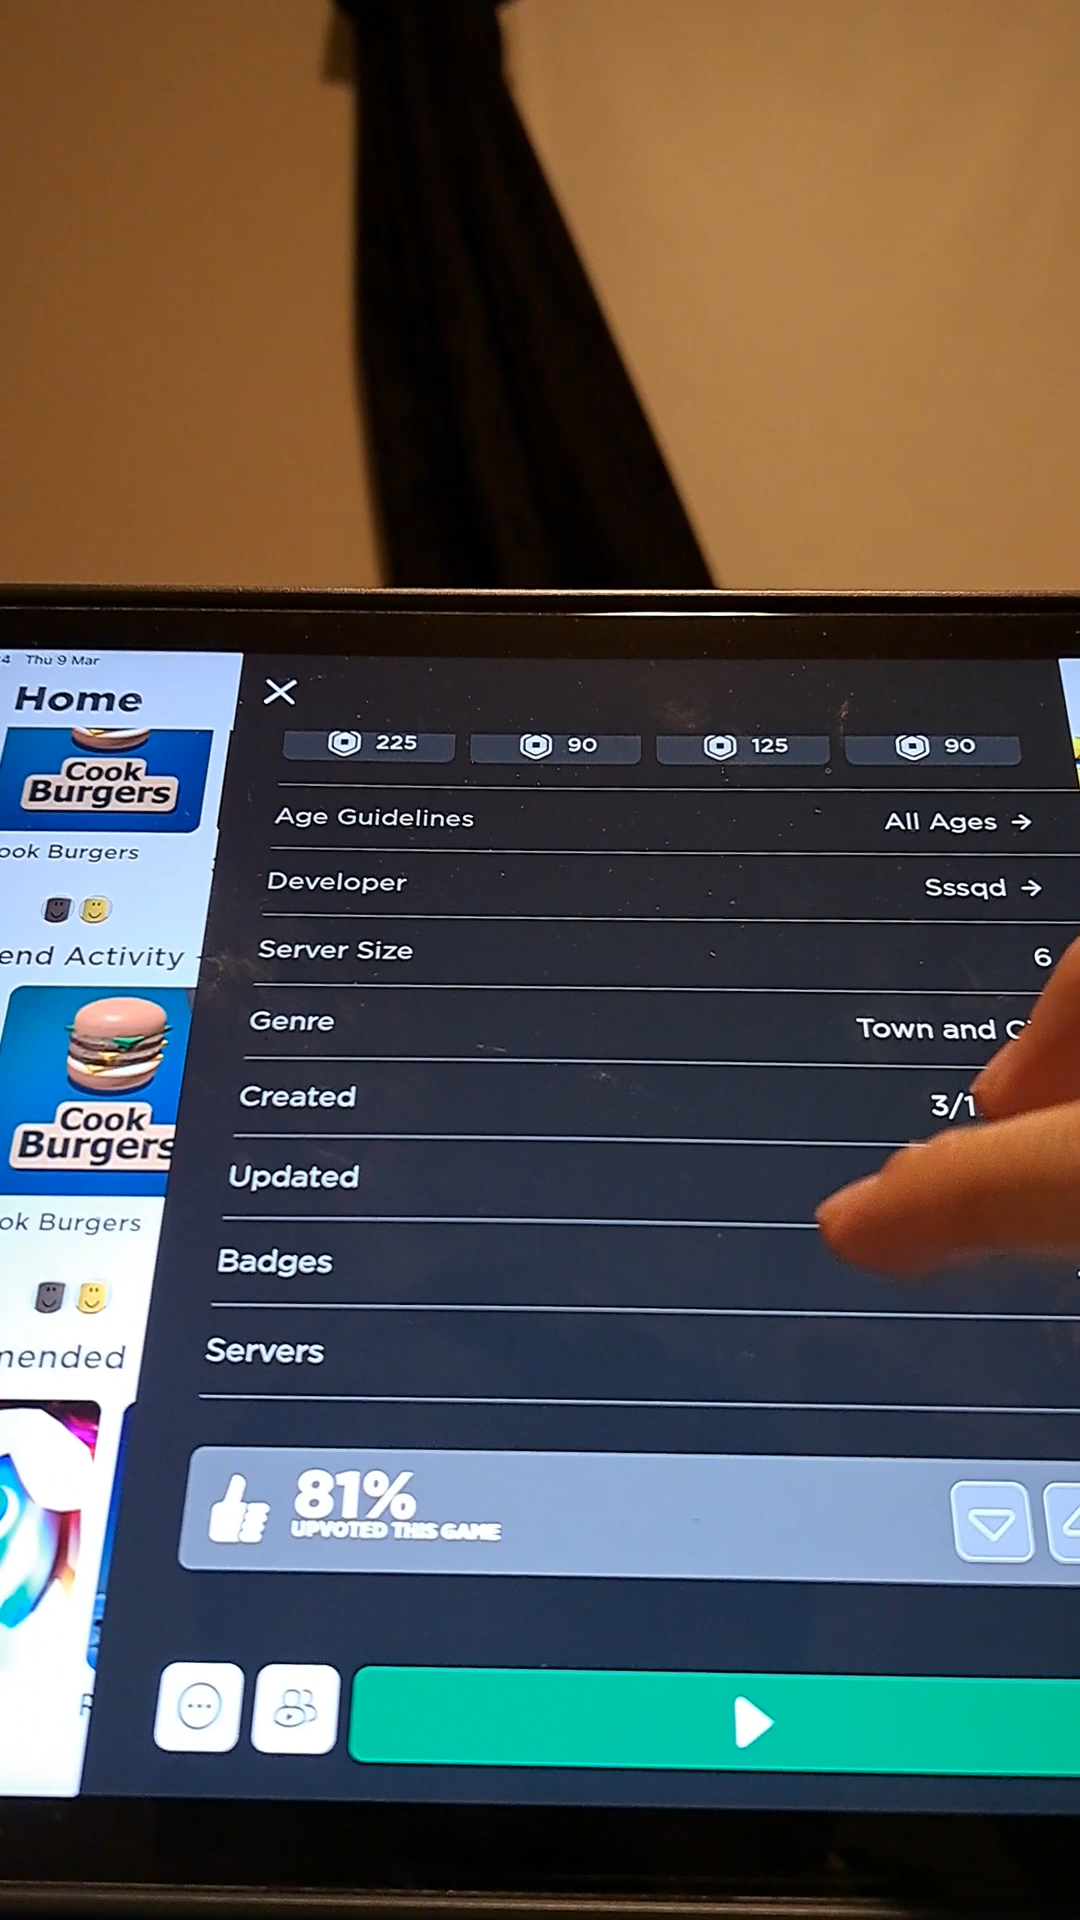 4 Thu 9 Mar
Home
225
90
125
90
Cook
Burgers
ook Burgers
end Activity
Cook
Burgers
ok Burgers
mended
Age Guidelines
All Ages →
Developer
Sssqd →
Server Size
6
Genre
Town and C
Created
3/1
Updated
Badges
Servers
81%
UPVOTED THIS GAME